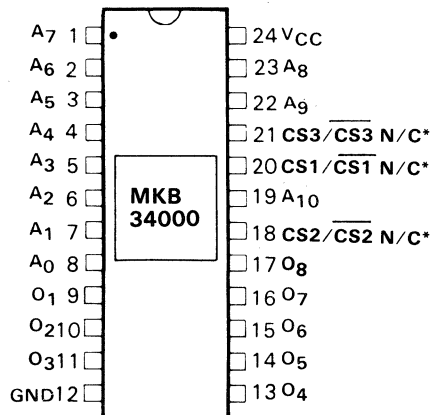 A7 1 24 VCC
A6 2 23 A8
A5 3 22 A9
A4 4 21 CS3/CS3 N/C*
A3 5 20 CS1/CS1 N/C*
A2 6 MKB 19 A10
34000
A1 7 18 CS2/CS2 N/C*
A0 8 17 O8
O1 9 16 O7
O2 10 15 O6
O3 11 14 O5
GND 12 13 O4